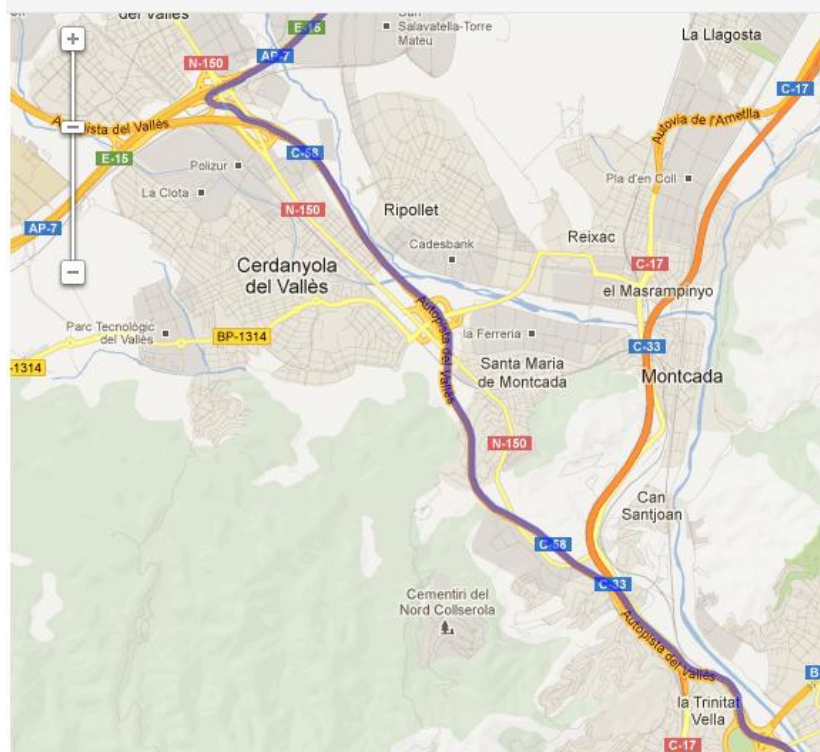 del Vallès
E-15
Salavatella-Torre
Mateu
La Llagosta
N-150
AP-7
C-17
Autopista del Vallès
C-58
Autovia de l'Ametlla
E-15
Polizur
La Clota
Pla d'en Coll
N-150
Ripollet
AP-7
Reixac
Cadesbank
Cerdanyola
del Vallès
C-17
el Masrampinyo
Autopista del Vallès
Parc Tecnològic
del Vallès
BP-1314
la Ferreria
C-33
-1314
Santa Maria
de Montcada
Montcada
N-150
Can
Santjoan
C-58
C-33
Cementiri del
Nord Collserola
Autopista del Vallès
la Trinitat
Vella
C-17